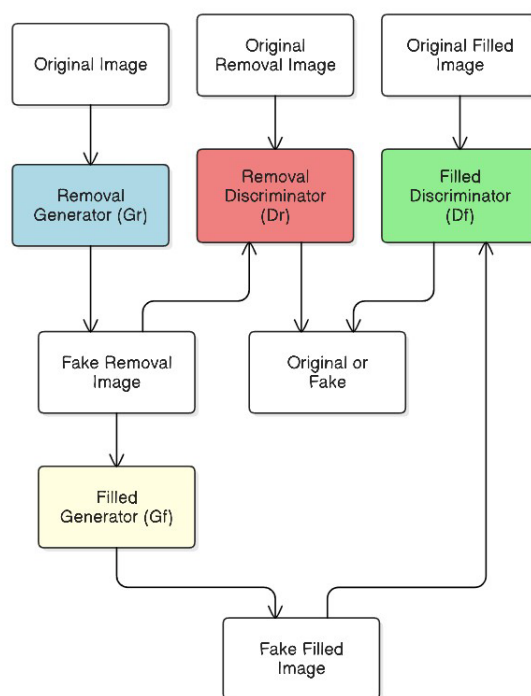 Original Image
Original
Removal Image
Original Filled
Image
Removal
Generator (Gr)
Removal
Discriminator
(Dr)
Filled
Discriminator
(Df)
Fake Removal
Image
Original or
Fake
Filled
Generator (Gf)
Fake Filled
Image